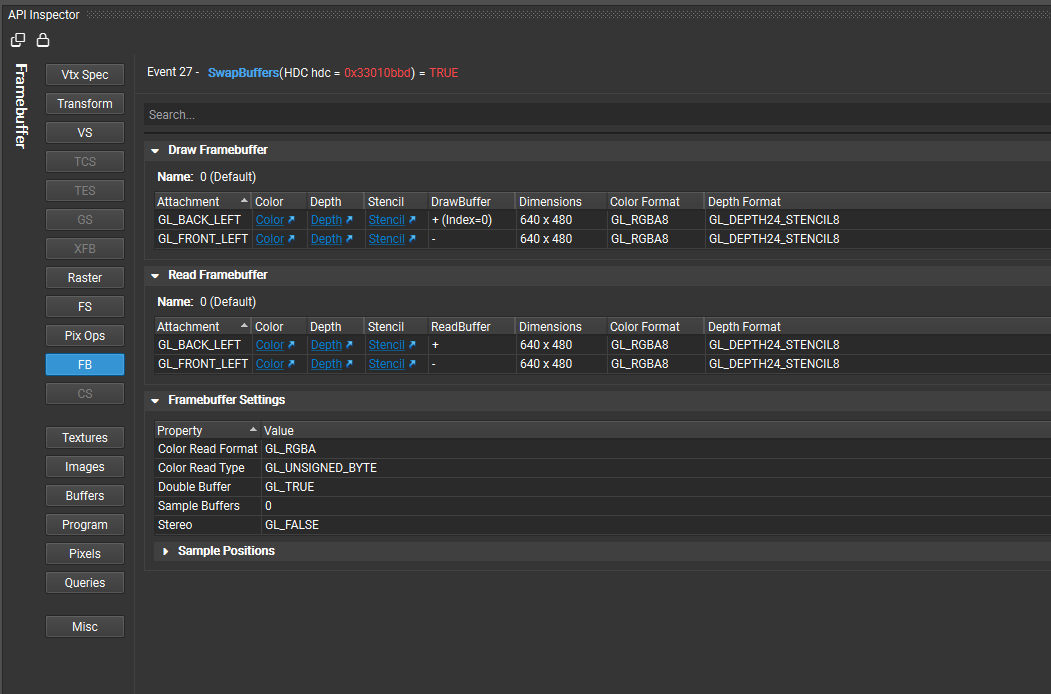 API Inspector
Framebuffer
Vtx Spec
Transform
VS
TCS
TES
GS
XFB
Raster
FS
Pix Ops
FB
CS
Textures
Images
Buffers
Program
Pixels
Queries
Misc
Event 27 - SwapBuffers(HDC hdc = 0x33010bbd) = TRUE
Search...
Draw Framebuffer
Name: 0 (Default)
Attachment Color Depth Stencil DrawBuffer Dimensions Color Format Depth Format
GL_BACK_LEFT Color Depth Stencil + (Index=0) 640 x 480 GL_RGBA8 GL_DEPTH24_STENCIL8
GL_FRONT_LEFT Color Depth Stencil - 640 x 480 GL_RGBA8 GL_DEPTH24_STENCIL8
Read Framebuffer
Name: 0 (Default)
Attachment Color Depth Stencil ReadBuffer Dimensions Color Format Depth Format
GL_BACK_LEFT Color Depth Stencil + 640 x 480 GL_RGBA8 GL_DEPTH24_STENCIL8
GL_FRONT_LEFT Color Depth Stencil - 640 x 480 GL_RGBA8 GL_DEPTH24_STENCIL8
Framebuffer Settings
Property Value
Color Read Format GL_RGBA
Color Read Type GL_UNSIGNED_BYTE
Double Buffer GL_TRUE
Sample Buffers 0
Stereo GL_FALSE
Sample Positions